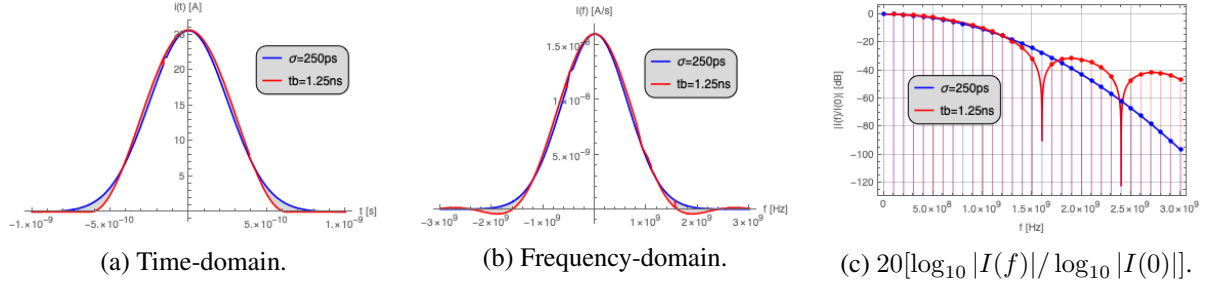 i(t) [A]
25
20
15
10
5
σ=250ps
tb=1.25ns
-1.×10⁻⁹
-5.×10⁻¹⁰
5.×10⁻¹⁰
1.×10⁻⁹
t [s]
(a) Time-domain.
I(f) [A/s]
1.×10⁻⁸
5.×10⁻⁹
σ=250ps
tb=1.25ns
-3.×10⁹
-2.×10⁹
-1.×10⁹
1.×10⁹
2.×10⁹
3.×10⁹
f [Hz]
(b) Frequency-domain.
|I(f)/I(0)| [dB]
0
-20
-40
-60
-80
-100
-120
σ=250ps
tb=1.25ns
0
5.0×10⁸
1.0×10⁹
1.5×10⁹
2.0×10⁹
2.5×10⁹
3.0×10⁹
f [Hz]
(c) 20[log₁₀ |I(f)|/ log₁₀ |I(0)|].